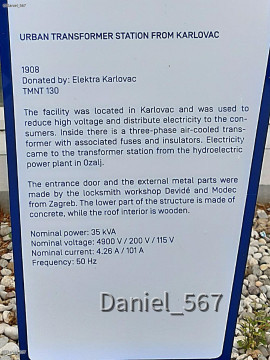 URBAN TRANSFORMER STATION FROM KARLOVAC
1908
Donated by: Elektra Karlovac
TMNT 130
The facility was located in Karlovac and was used to
reduce high voltage and distribute electricity to the con-
sumers. Inside there is a three-phase air-cooled trans-
former with associated fuses and insulators. Electricity
came to the transformer station from the hydroelectric
power plant in Ozalj.
The entrance door and the external metal parts were
made by the locksmith workshop Devidé and Modec
from Zagreb. The lower part of the structure is made of
concrete, while the roof interior is wooden.
Nominal power: 35 kVA
Nominal voltage: 4900 V / 200 V / 115 V
Nominal current: 4.26 A / 101 A
Frequency: 50 Hz
Daniel_567